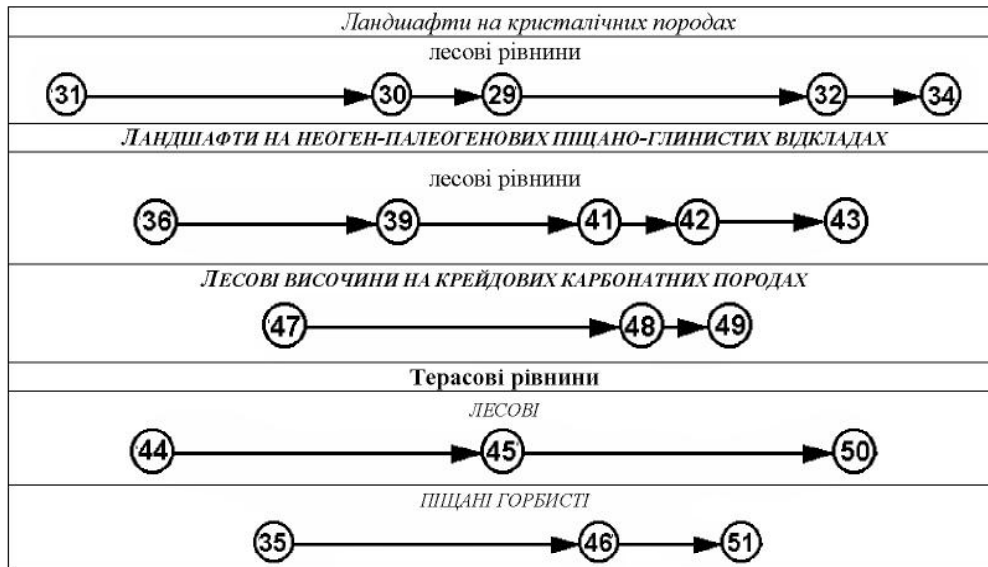 Ландшафти на кристалічних породах
лесові рівнини
31 30 29 32 34
ЛАНДШАФТИ НА НЕОГЕН-ПАЛЕОГЕНОВИХ ПІЩАНО-ГЛИНИСТИХ ВІДКЛАДАХ
лесові рівнини
36 39 41 42 43
ЛЕСОВІ ВИСОЧИНИ НА КРЕЙДОВИХ КАРБОНАТНИХ ПОРОДАХ
47 48 49
Терасові рівнини
ЛЕСОВІ
44 45 50
ПІЩАНІ ГОРБИСТІ
35 46 51